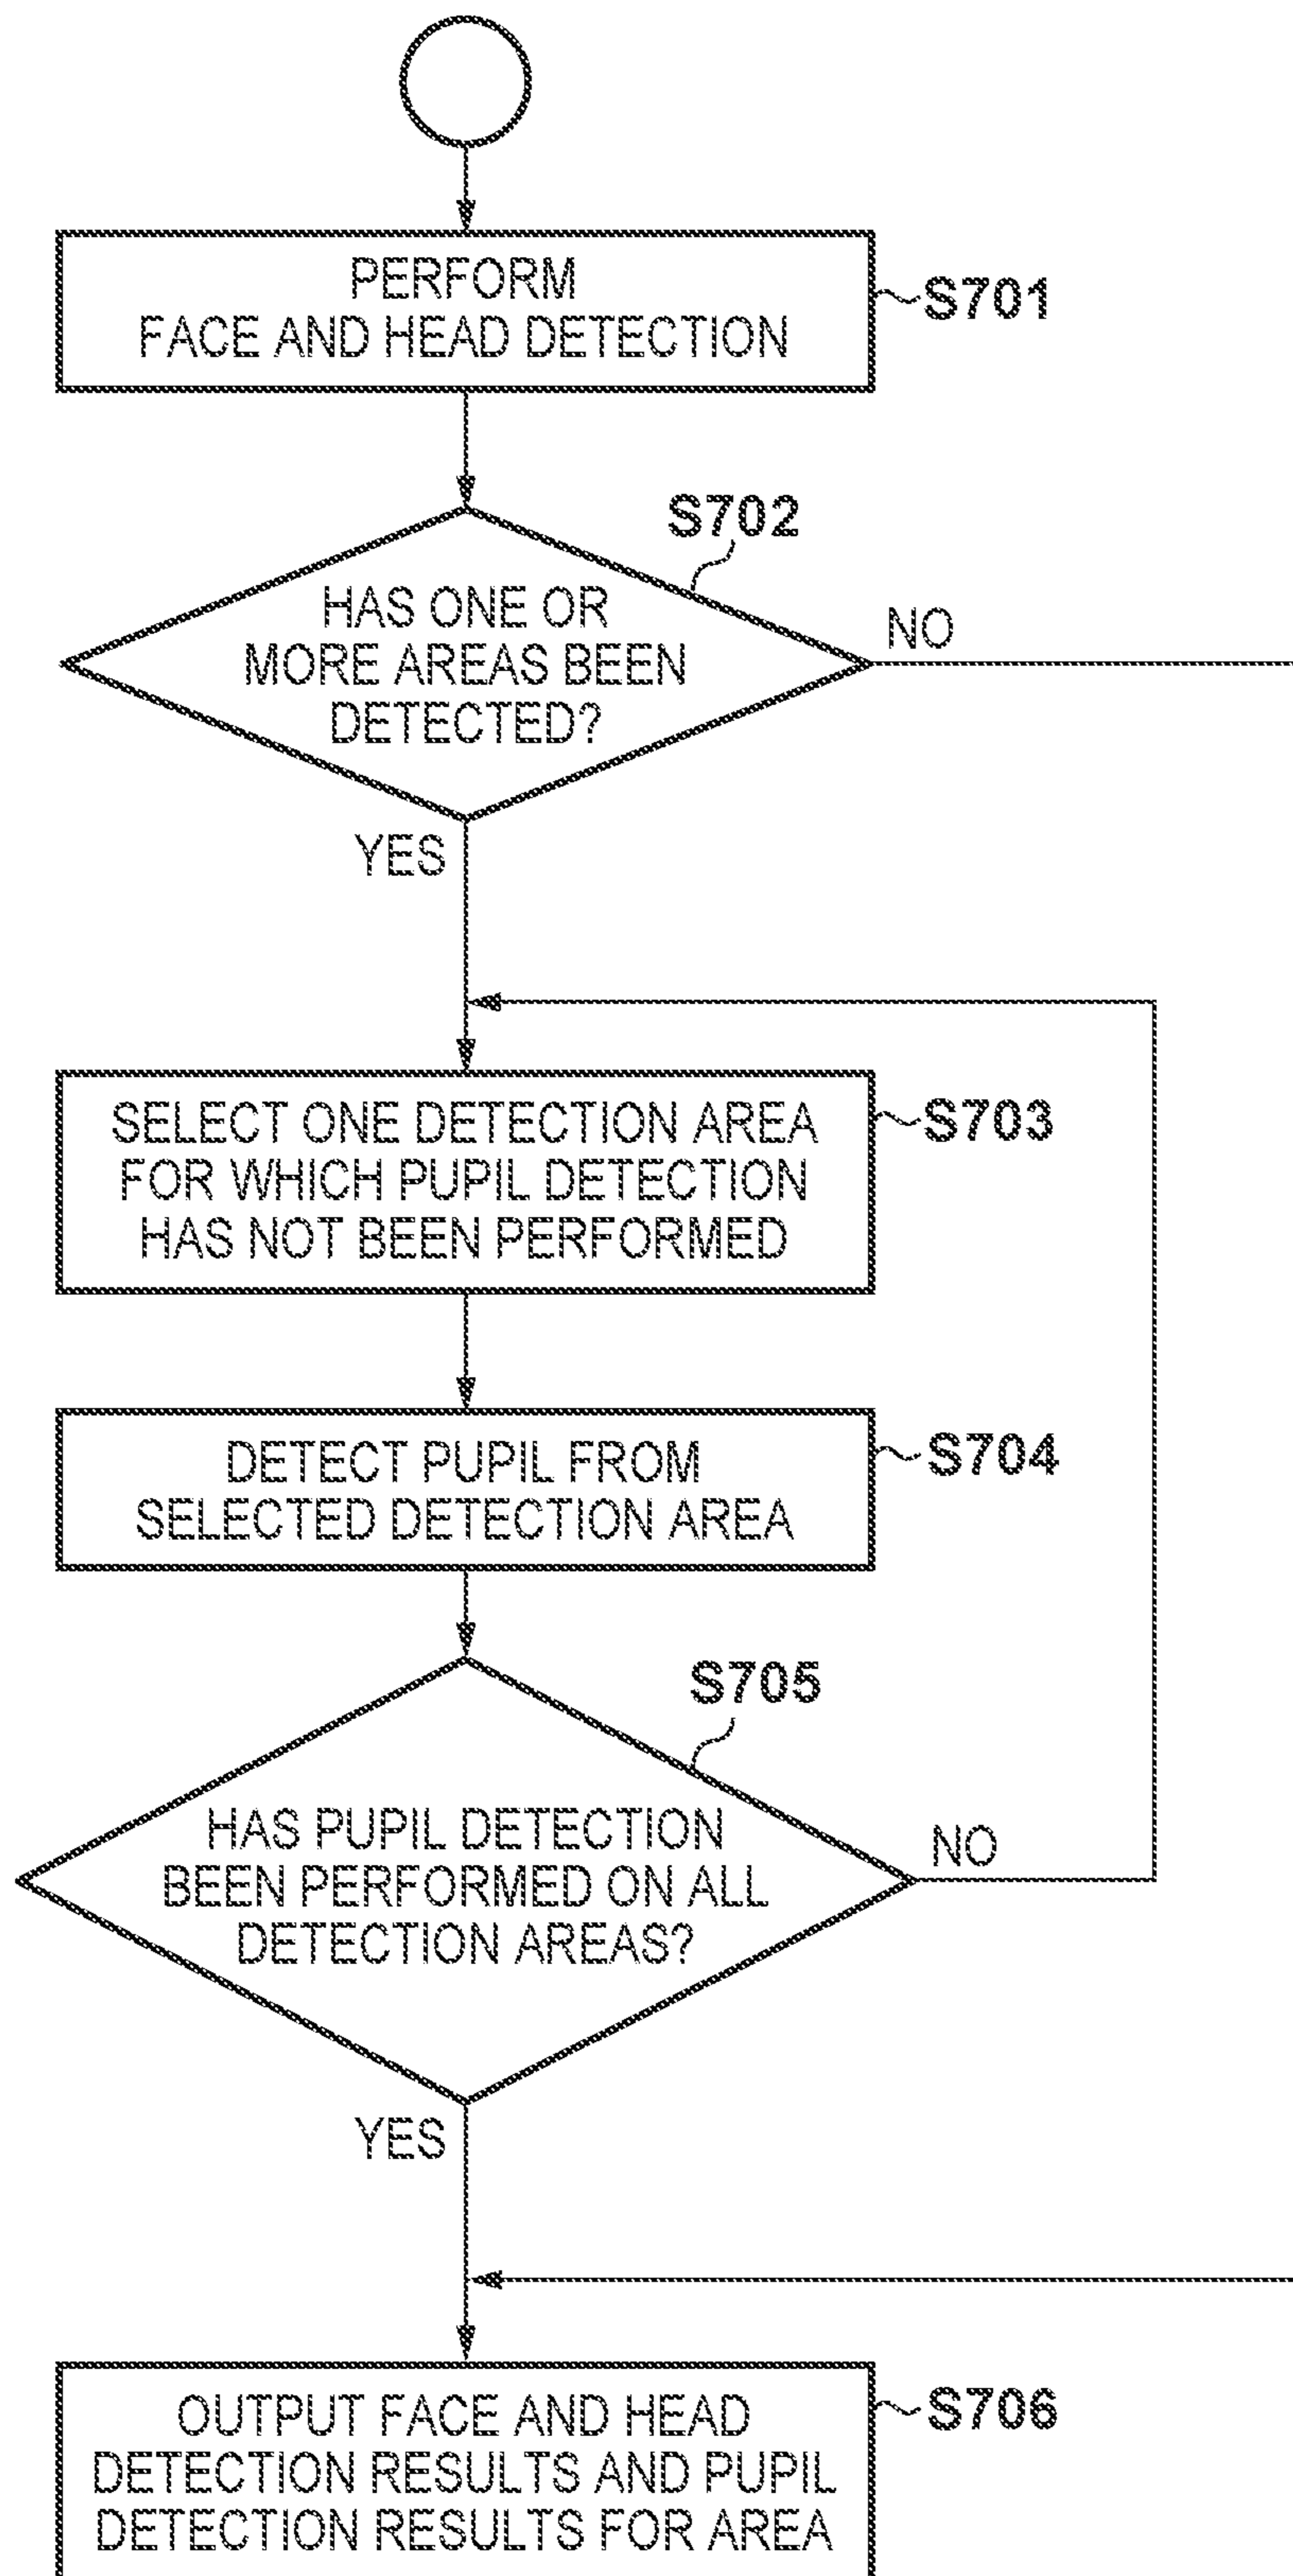 PERFORM
FACE AND HEAD DETECTION
S701
S702
HAS ONE OR
MORE AREAS BEEN
DETECTED?
NO
YES
SELECT ONE DETECTION AREA
FOR WHICH PUPIL DETECTION
HAS NOT BEEN PERFORMED
S703
DETECT PUPIL FROM
SELECTED DETECTION AREA
S704
S705
HAS PUPIL DETECTION
BEEN PERFORMED ON ALL
DETECTION AREAS?
NO
YES
OUTPUT FACE AND HEAD
DETECTION RESULTS AND PUPIL
DETECTION RESULTS FOR AREA
S706